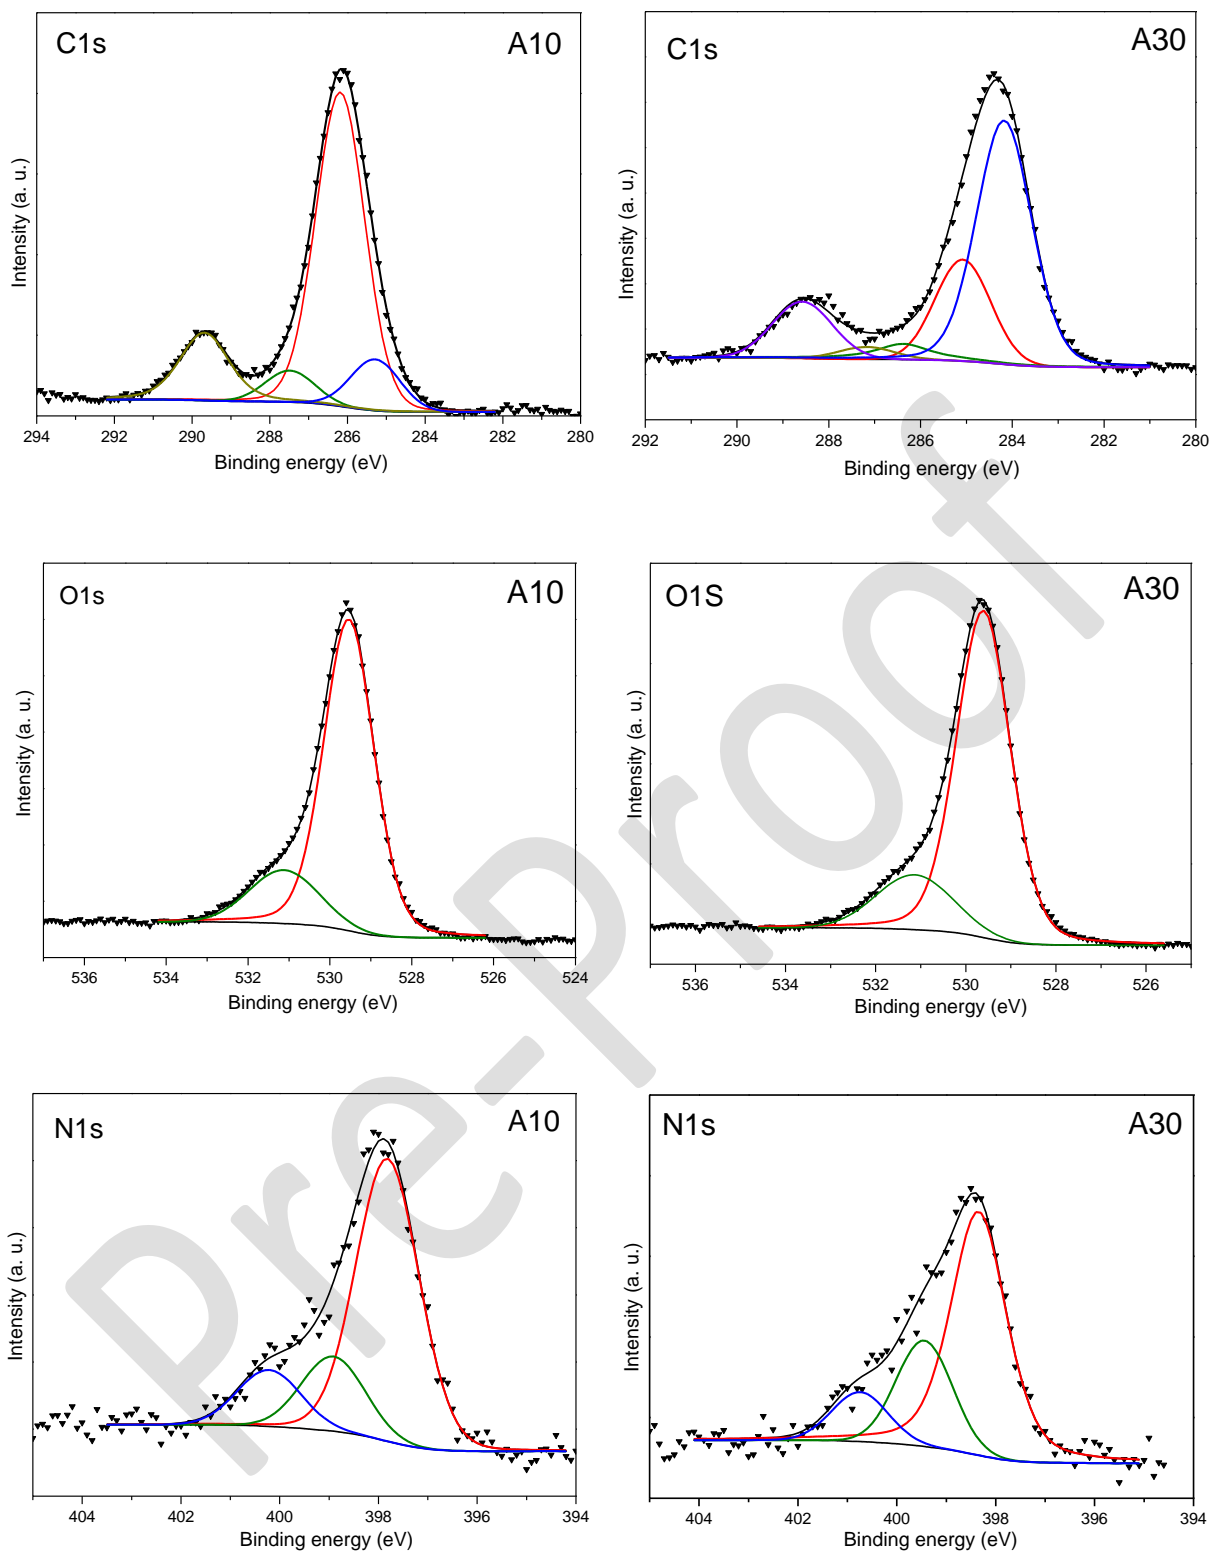 C1s
A10
Intensity (a. u.)
294 292 290 288 286 284 282 280
Binding energy (eV)
C1s
A30
Intensity (a. u.)
292 290 288 286 284 282 280
Binding energy (eV)
O1s
A10
Intensity (a. u.)
536 534 532 530 528 526 524
Binding energy (eV)
O1S
A30
Intensity (a. u.)
536 534 532 530 528 526
Binding energy (eV)
N1s
A10
Intensity (a. u.)
404 402 400 398 396 394
Binding energy (eV)
N1s
A30
Intensity (a. u.)
404 402 400 398 396 394
Binding energy (eV)
Pre-Proof